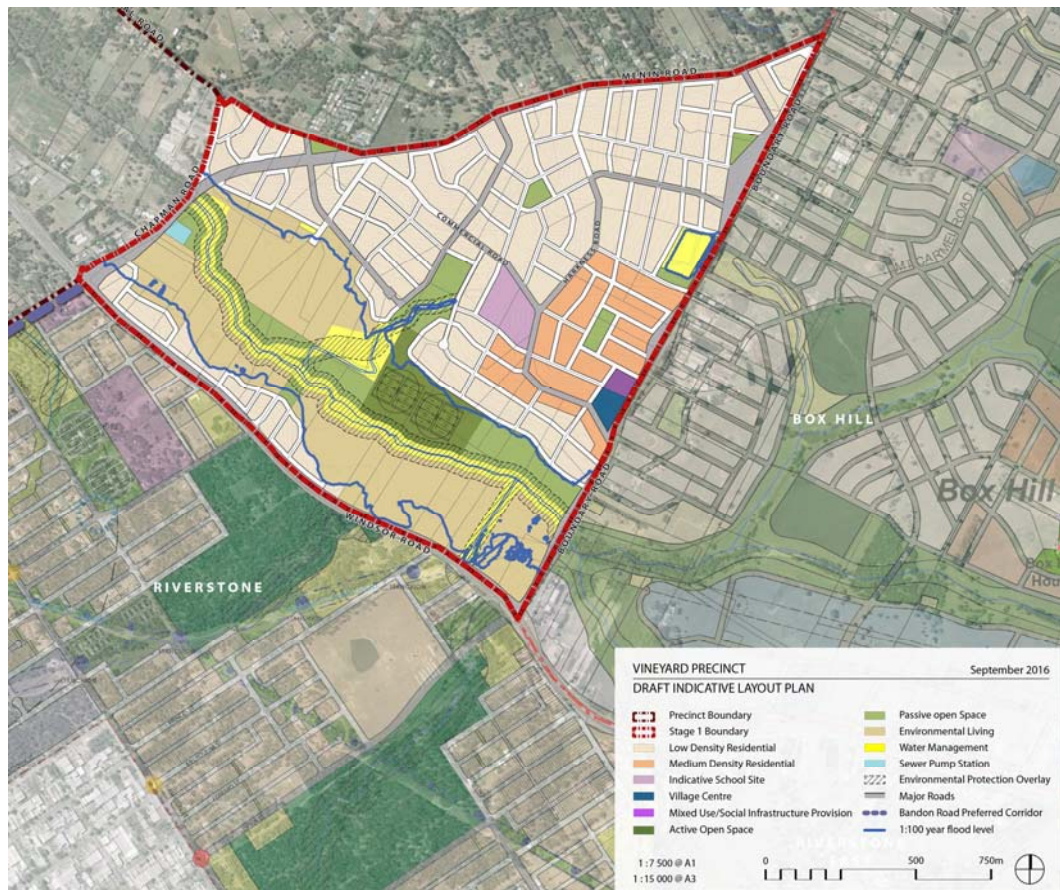 MENIN ROAD
BOUNDARY ROAD
CHAPMAN ROAD
COMMERCIAL ROAD
HARKNESS ROAD
MT CARMEL ROAD
BOX HILL
Box Hill
BOUNDARY ROAD
WINDSOR ROAD
RIVERSTONE
VINEYARD PRECINCT
September 2016
DRAFT INDICATIVE LAYOUT PLAN
Precinct Boundary
Stage 1 Boundary
Low Density Residential
Medium Density Residential
Indicative School Site
Village Centre
Mixed Use/Social Infrastructure Provision
Active Open Space
Passive open Space
Environmental Living
Water Management
Sewer Pump Station
Environmental Protection Overlay
Major Roads
Bandon Road Preferred Corridor
1:100 year flood level
1:7 500 @ A1
1:15 000 @ A3
0 500 750m